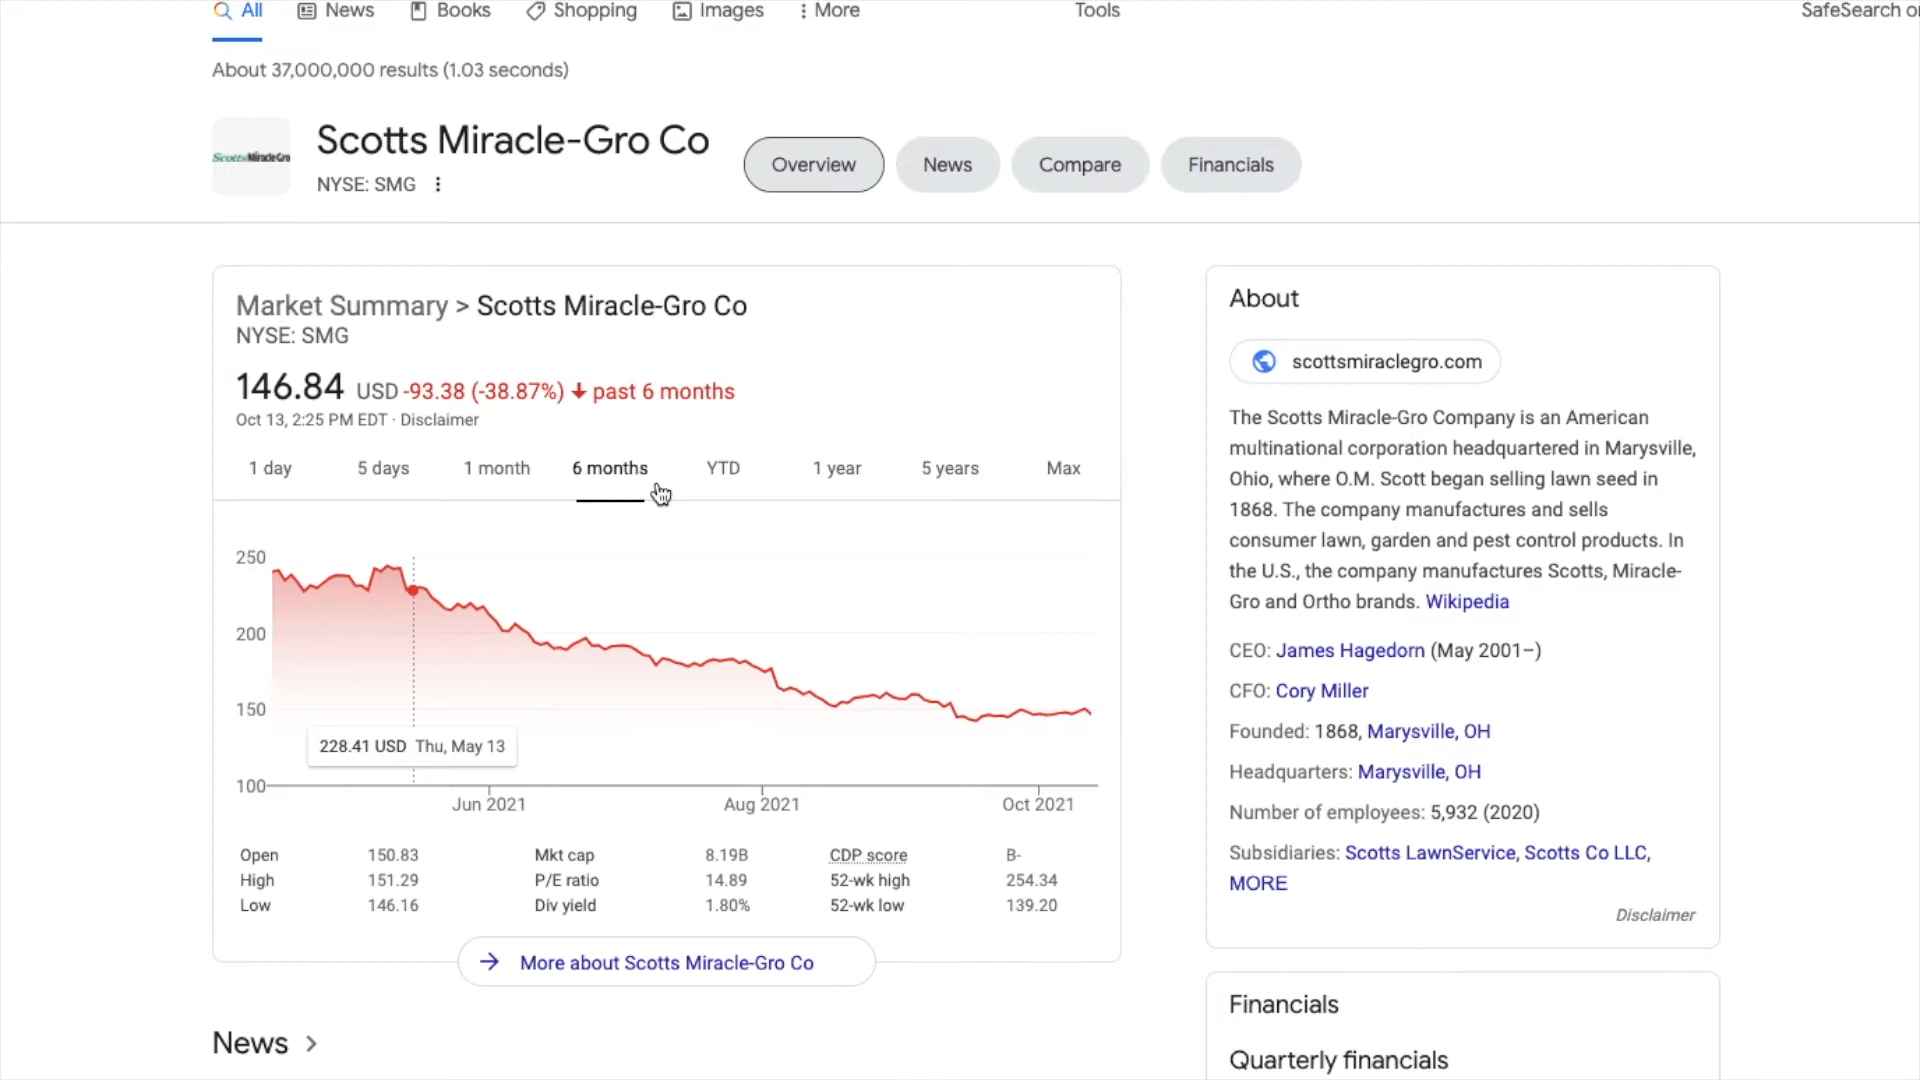 All News Books Shopping Images More Tools SafeSearch
About 37,000,000 results (1.03 seconds)
ScottsMiracleGro
Scotts Miracle-Gro Co
NYSE: SMG
Overview News Compare Financials
Market Summary > Scotts Miracle-Gro Co
NYSE: SMG
146.84 USD -93.38 (-38.87%) past 6 months
Oct 13, 2:25 PM EDT · Disclaimer
1 day 5 days 1 month 6 months YTD 1 year 5 years Max
250
200
150
100
228.41 USD Thu, May 13
Jun 2021 Aug 2021 Oct 2021
Open 150.83 Mkt cap 8.19B CDP score B-
High 151.29 P/E ratio 14.89 52-wk high 254.34
Low 146.16 Div yield 1.80% 52-wk low 139.20
More about Scotts Miracle-Gro Co
News
About
scottsmiraclegro.com
The Scotts Miracle-Gro Company is an American
multinational corporation headquartered in Marysville,
Ohio, where O.M. Scott began selling lawn seed in
1868. The company manufactures and sells
consumer lawn, garden and pest control products. In
the U.S., the company manufactures Scotts, Miracle-
Gro and Ortho brands. Wikipedia
CEO: James Hagedorn (May 2001–)
CFO: Cory Miller
Founded: 1868, Marysville, OH
Headquarters: Marysville, OH
Number of employees: 5,932 (2020)
Subsidiaries: Scotts LawnService, Scotts Co LLC,
MORE
Disclaimer
Financials
Quarterly financials